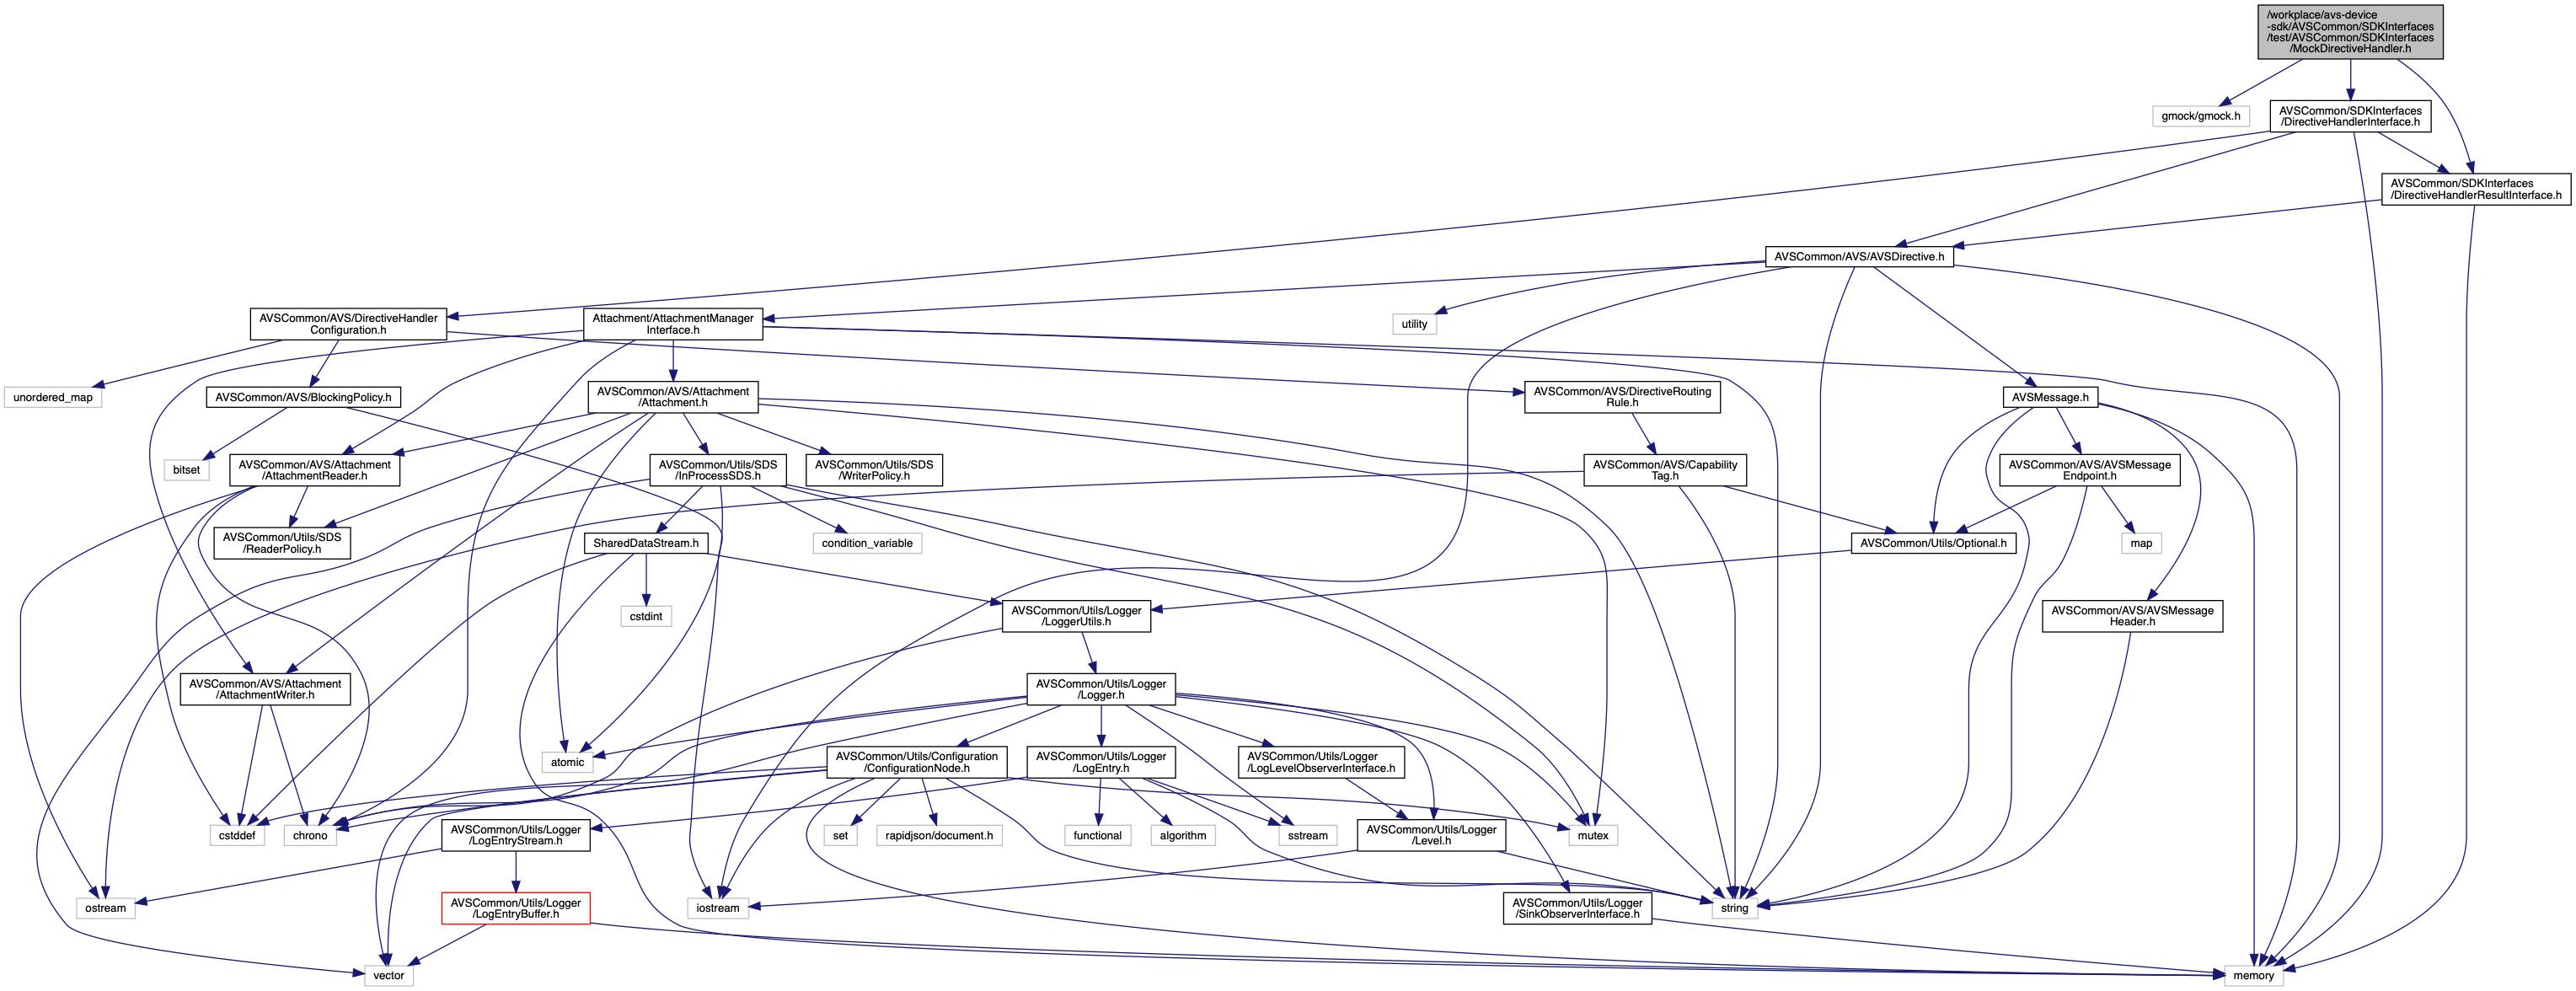 /workplace/avs-device
-sdk/AVSCommon/SDKInterfaces
/test/AVSCommon/SDKInterfaces
/MockDirectiveHandler.h
gmock/gmock.h
AVSCommon/SDKInterfaces
/DirectiveHandlerInterface.h
AVSCommon/SDKInterfaces
/DirectiveHandlerResultInterface.h
AVSCommon/AVS/AVSDirective.h
AVSCommon/AVS/DirectiveHandler
Configuration.h
Attachment/AttachmentManager
Interface.h
utility
unordered_map
AVSCommon/AVS/BlockingPolicy.h
AVSCommon/AVS/Attachment
/Attachment.h
AVSCommon/AVS/DirectiveRouting
Rule.h
AVSMessage.h
bitset
AVSCommon/AVS/Attachment
/AttachmentReader.h
AVSCommon/Utils/SDS
/InProcessSDS.h
AVSCommon/Utils/SDS
/WriterPolicy.h
AVSCommon/AVS/Capability
Tag.h
AVSCommon/AVS/AVSMessage
Endpoint.h
AVSCommon/Utils/SDS
/ReaderPolicy.h
SharedDataStream.h
condition_variable
AVSCommon/Utils/Optional.h
map
cstdint
AVSCommon/Utils/Logger
/LoggerUtils.h
AVSCommon/AVS/AVSMessage
Header.h
AVSCommon/AVS/Attachment
/AttachmentWriter.h
AVSCommon/Utils/Logger
/Logger.h
atomic
AVSCommon/Utils/Configuration
/ConfigurationNode.h
AVSCommon/Utils/Logger
/LogEntry.h
AVSCommon/Utils/Logger
/LogLevelObserverInterface.h
cstddef
chrono
AVSCommon/Utils/Logger
/LogEntryStream.h
set
rapidjson/document.h
functional
algorithm
sstream
AVSCommon/Utils/Logger
/Level.h
mutex
ostream
AVSCommon/Utils/Logger
/LogEntryBuffer.h
iostream
AVSCommon/Utils/Logger
/SinkObserverInterface.h
string
vector
memory